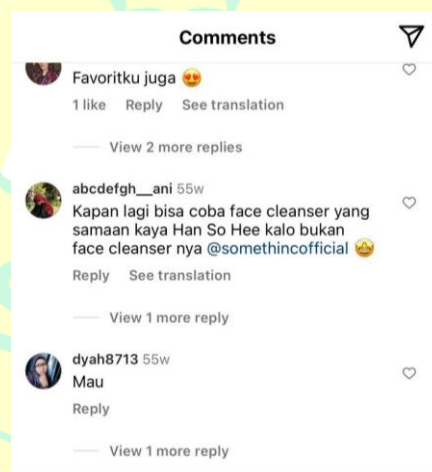 Comments
Favoritku juga 😍
1 like Reply See translation
View 2 more replies
abcdefgh__ani 55w
Kapan lagi bisa coba face cleanser yang
samaan kaya Han So Hee kalo bukan
face cleanser nya @somethincofficial 🤩
Reply See translation
View 1 more reply
dyah8713 55w
Mau
Reply
View 1 more reply